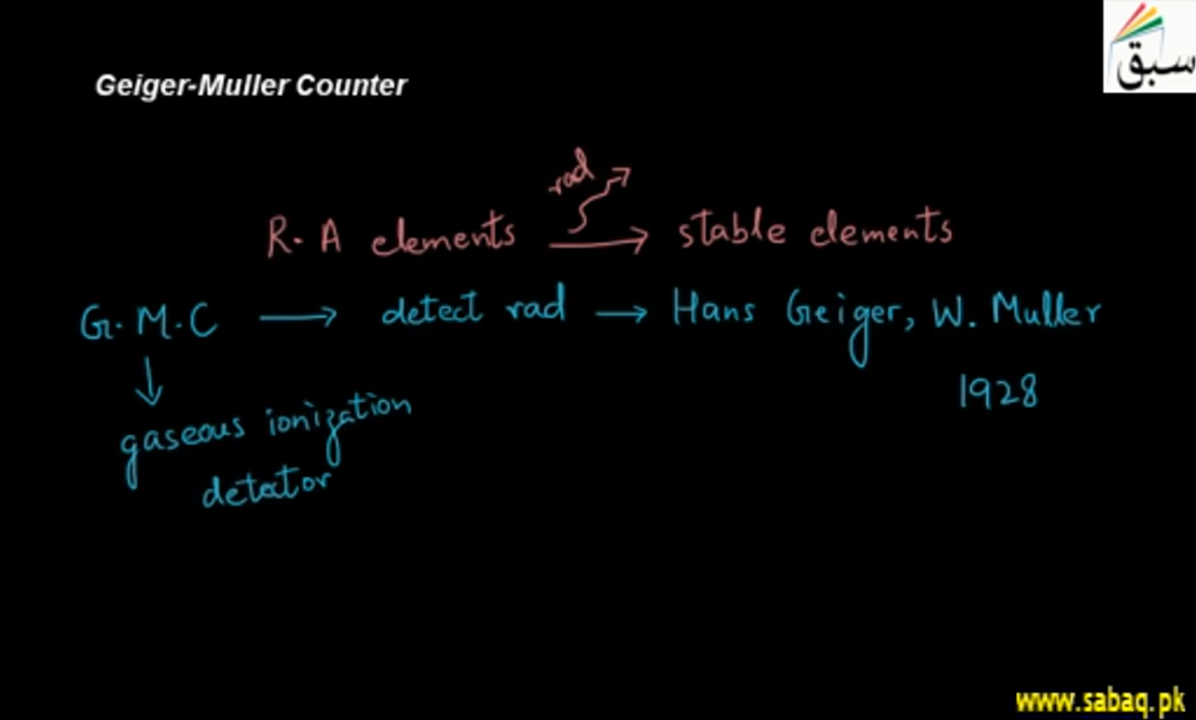 سبق
Geiger-Muller Counter
rad
R.A elements → stable elements
G.M.C → detect rad → Hans Geiger, W. Muller
1928
gaseous ionization
detector
www.sabaq.pk